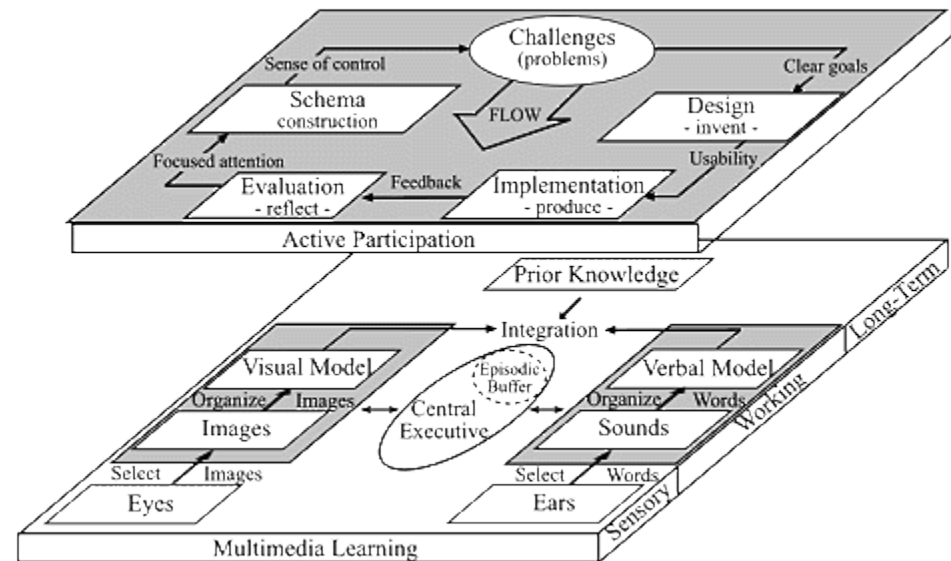 Challenges
(problems)
Sense of control
Clear goals
Schema
construction
FLOW
Design
- invent -
Focused attention
Usability
Evaluation
- reflect -
Feedback
Implementation
- produce -
Active Participation
Prior Knowledge
Integration
Long-Term
Visual Model
Episodic
Buffer
Verbal Model
Organize Images
Central
Executive
Organize Words
Working
Images
Sounds
Select Images
Select Words
Eyes
Ears
Sensory
Multimedia Learning